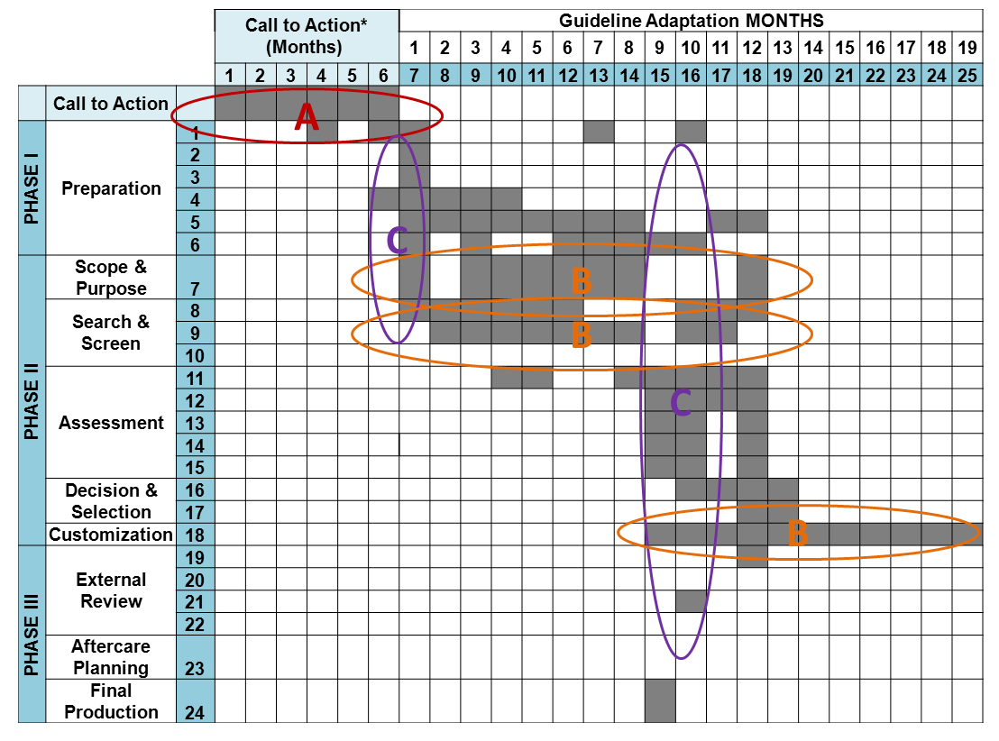 Call to Action*
(Months)
Guideline Adaptation MONTHS
1 2 3 4 5 6 7 8 9 10 11 12 13 14 15 16 17 18 19
1 2 3 4 5 6 7 8 9 10 11 12 13 14 15 16 17 18 19 20 21 22 23 24 25
Call to Action
A
PHASE I
Preparation
1
2
3
4
5
6
C
PHASE II
Scope &
Purpose
7
B
Search &
Screen
8
9
10
B
Assessment
11
12
13
14
15
C
Decision &
Selection
16
17
Customization
18
B
PHASE III
External
Review
19
20
21
22
Aftercare
Planning
23
Final
Production
24